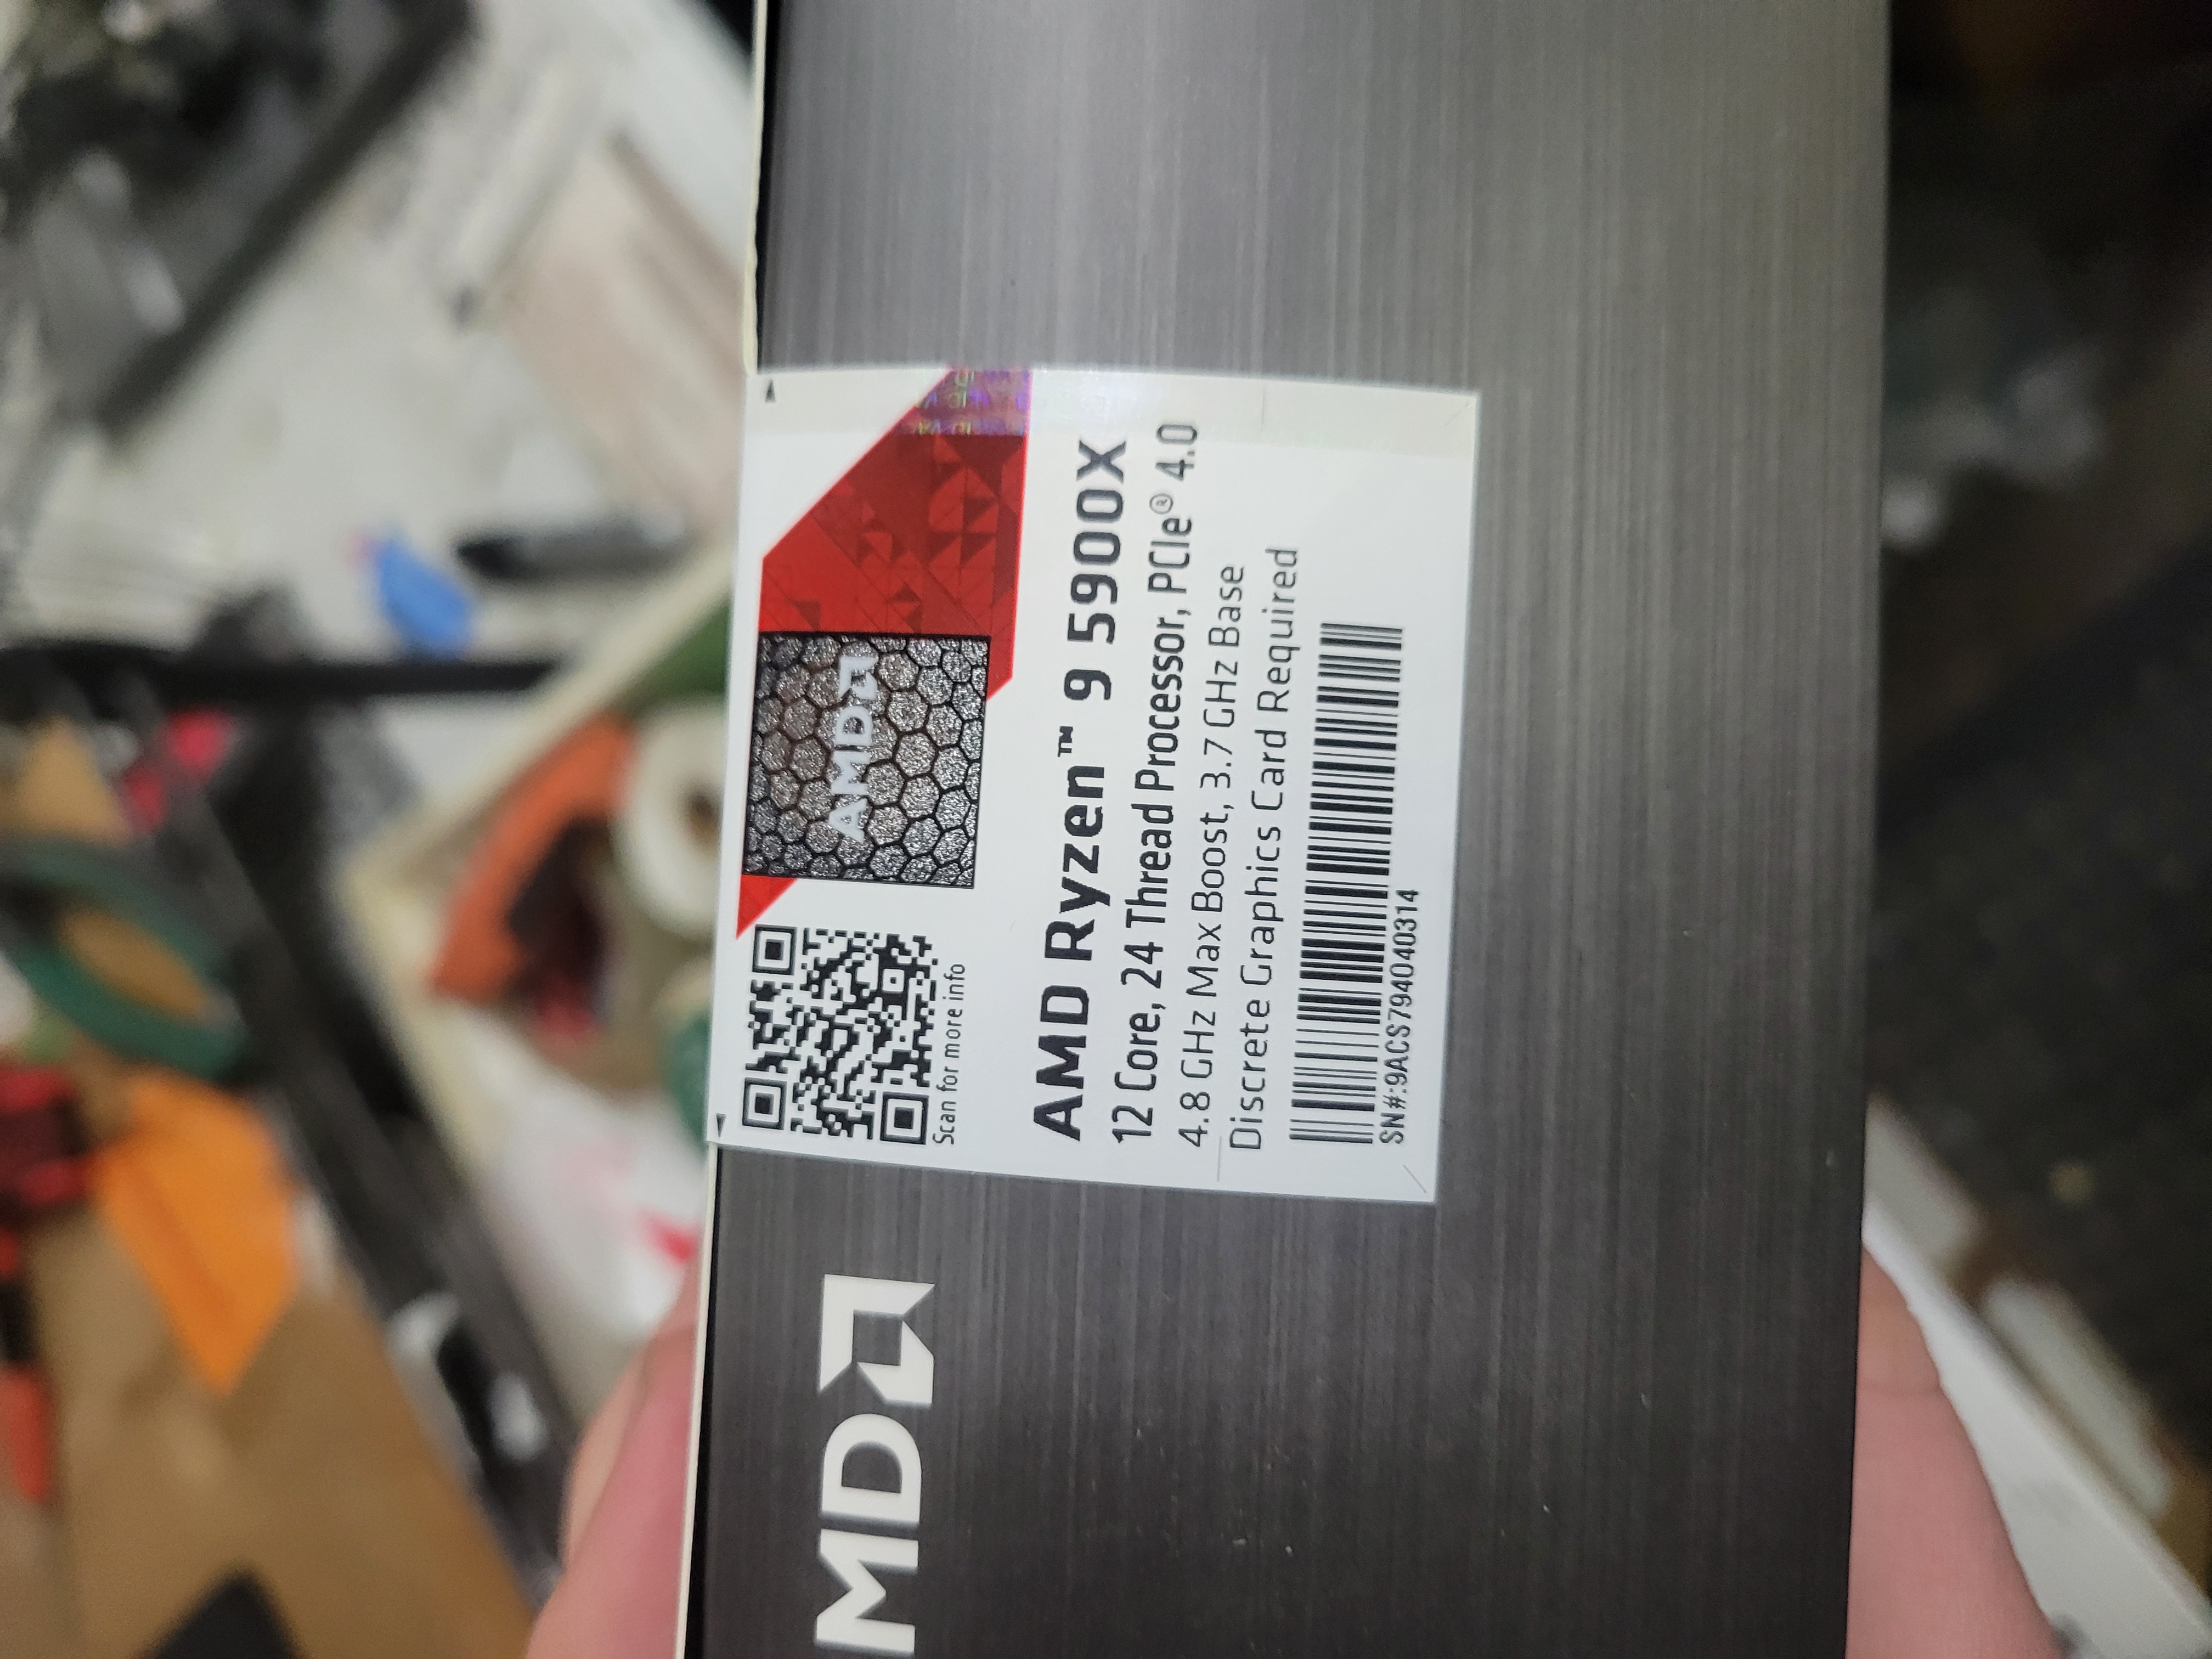 AMD
Scan for more info
AMD Ryzen™ 9 5900X
12 Core, 24 Thread Processor, PCIe® 4.0
4.8 GHz Max Boost, 3.7 GHz Base
Discrete Graphics Card Required
SN#:9ACS794040314
MD